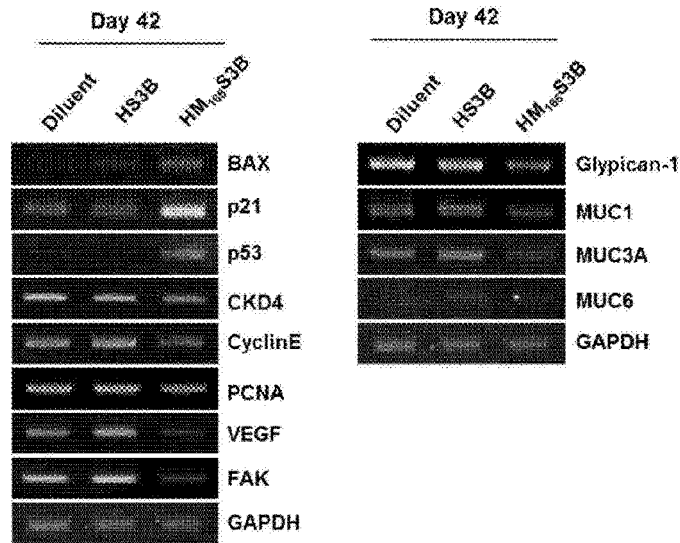 Day 42
Diluent
HS3B
HM₁₆₅S3B
BAX
p21
p53
CKD4
CyclinE
PCNA
VEGF
FAK
GAPDH
Day 42
Diluent
HS3B
HM₁₆₅S3B
Glypican-1
MUC1
MUC3A
MUC6
GAPDH